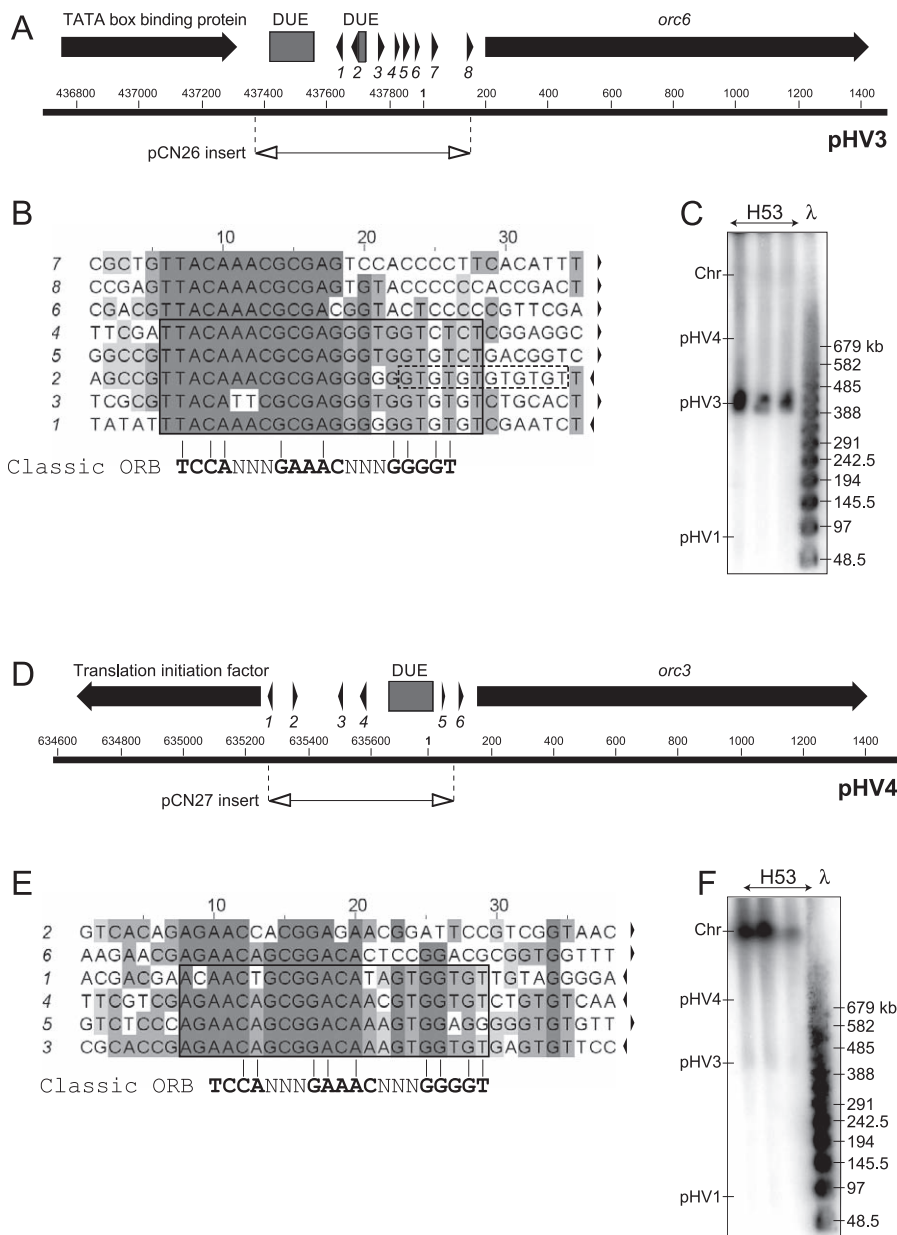 A
TATA box binding protein
DUE
DUE
orc6
1 2 3 4 5 6 7 8
436800 437000 437200 437400 437600 437800 1 200 400 600 800 1000 1200 1400
pCN26 insert
pHV3
B
10 20 30
7 CGCTGTTACAAACGCGAGTCCACCCCTTCACATTT
8 CCGAGTTACAAACGCGAGTGTACCCCCCACCGACT
6 CGACGTTACAAACGCGACGGTACTCCCCCGTTCGA
4 TTCGATTACAAACGCGAGGGTGGTCTCTCGGAGGC
5 GGCCGTTACAAACGCGAGGGTGGTGTCTGACGGTC
2 AGCCGTTACAAACGCGAGGGGGGTGTGTGTGTGTT
3 TCGCGTTACATTCGCGAGGGTGGTGTGTCTGCACT
1 TATATTTACAAACGCGAGGGGGGTGTGTCGAATCT
Classic ORB TCCANNNGAAACNNNGGGGT
C
H53 λ
Chr
pHV4
pHV3
pHV1
679 kb
582
485
388
291
242.5
194
145.5
97
48.5
D
Translation initiation factor
DUE
orc3
1 2 3 4 5 6
634600 634800 635000 635200 635400 635600 1 200 400 600 800 1000 1200 1400
pCN27 insert
pHV4
E
10 20 30
2 GTCACAGAGAACCACGGAGAACGGATTCCGTCGGTAAC
6 AAGAACGAGAACAGCGGACACTCCGGACGCGGTGGTTT
1 ACGACGAACAACTGCGGACATAGTGGTGTTGTAGGGGA
4 TTCGTCGAGAACAGCGGACAACGTGGTGTCTGTGTCAA
5 GTCTCCCAGAACAGCGGACAAAGTGGAGGGGGTGTGTT
3 CGCACCGAGAACAGCGGACAAAGTGGTGTGAGTGTTCC
Classic ORB TCCANNNGAAACNNNGGGGT
F
H53 λ
Chr
pHV4
pHV3
pHV1
679 kb
582
485
388
291
242.5
194
145.5
97
48.5